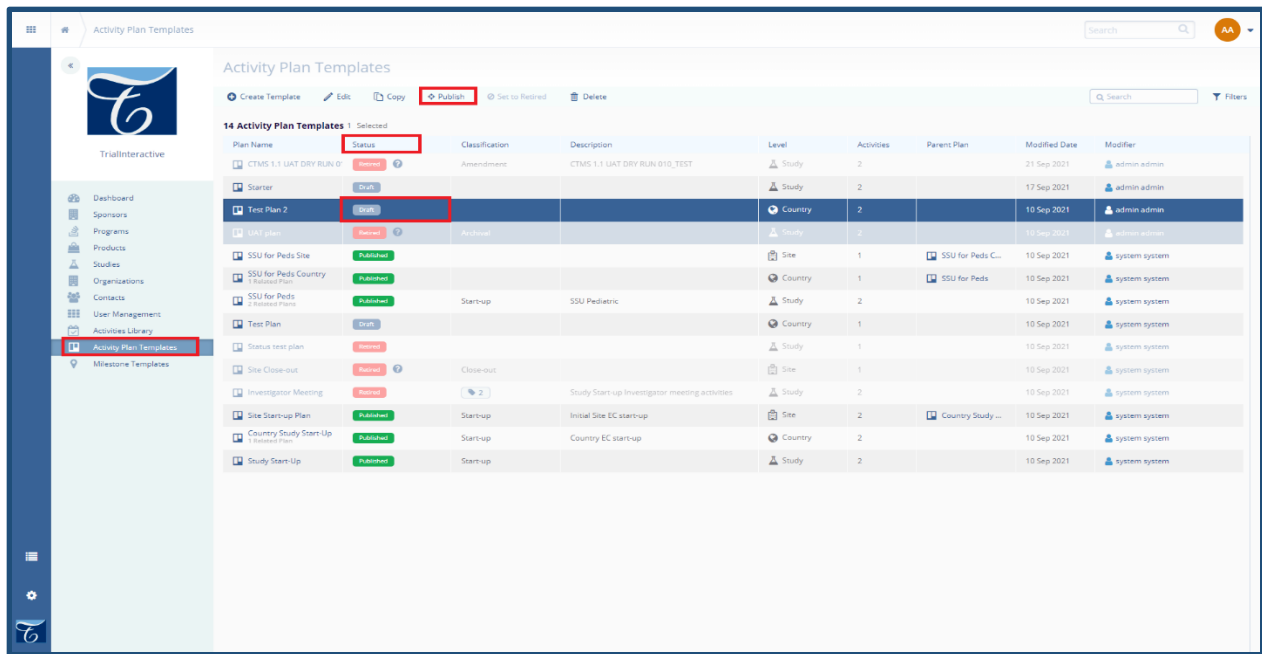 Activity Plan Templates Search AA
Activity Plan Templates
Create Template Edit Copy Publish Set to Retired Delete Search Filters
14 Activity Plan Templates 1 Selected
TrialInteractive
Dashboard
Sponsors
Programs
Products
Studies
Organizations
Contacts
User Management
Activities Library
Activity Plan Templates
Milestone Templates
Plan Name Status Classification Description Level Activities Parent Plan Modified Date Modifier
CTMS 1.1 UAT DRY RUN 0 Retired Amendment CTMS 1.1 UAT DRY RUN 010_TEST Study 2 21 Sep 2021 admin admin
Starter Draft Study 2 17 Sep 2021 admin admin
Test Plan 2 Draft Country 2 10 Sep 2021 admin admin
UAT plan Retired Archival Study 2 10 Sep 2021 admin admin
SSU for Peds Site Published Site 1 SSU for Peds C... 10 Sep 2021 system system
SSU for Peds Country Published Country 1 SSU for Peds 10 Sep 2021 system system
1 Related Plan
SSU for Peds Published Start-up SSU Pediatric Study 2 10 Sep 2021 system system
2 Related Plans
Test Plan Draft Country 1 10 Sep 2021 system system
Status test plan Retired Study 1 10 Sep 2021 system system
Site Close-out Retired Close-out Site 1 10 Sep 2021 system system
Investigator Meeting Retired 2 Study Start-up Investigator meeting activities Study 2 10 Sep 2021 system system
Site Start-up Plan Published Start-up Initial Site EC start-up Site 2 Country Study ... 10 Sep 2021 system system
Country Study Start-Up Published Start-up Country EC start-up Country 2 10 Sep 2021 system system
1 Related Plan
Study Start-Up Published Start-up Study 2 10 Sep 2021 system system